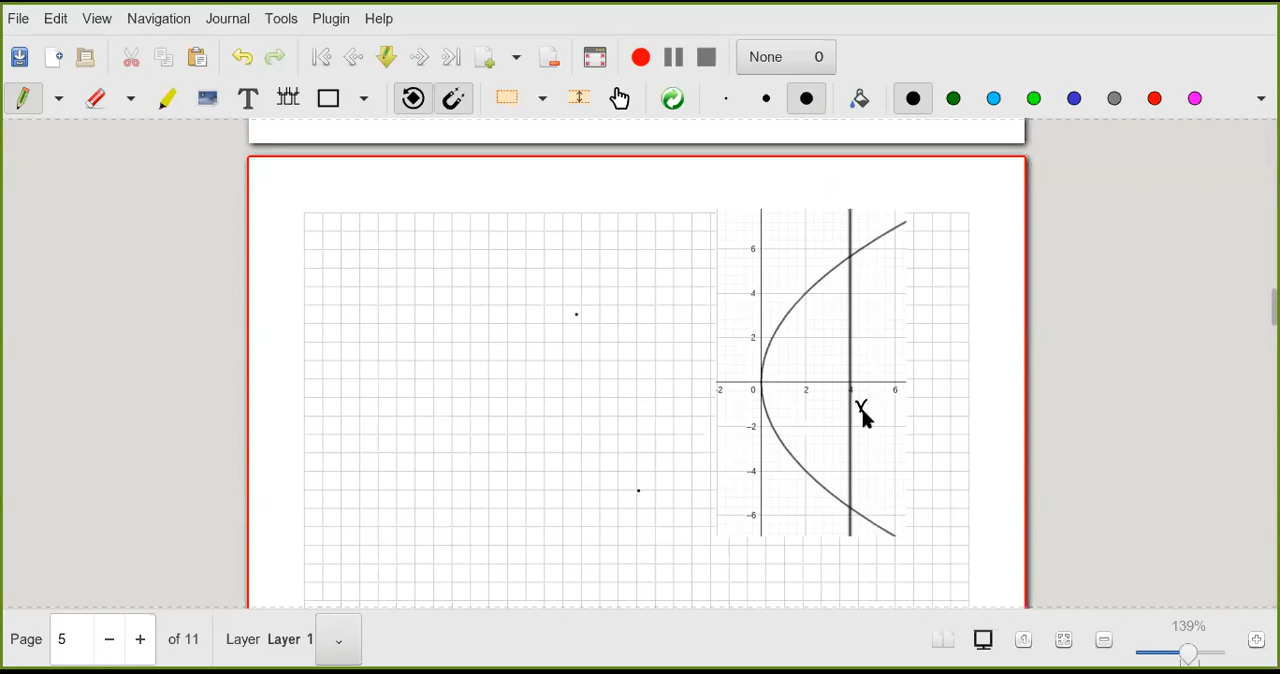 File Edit View Navigation Journal Tools Plugin Help
None 0
6
4
2
-2 0 2 4 6
Y
-2
-4
-6
139%
Page 5 of 11 Layer Layer 1